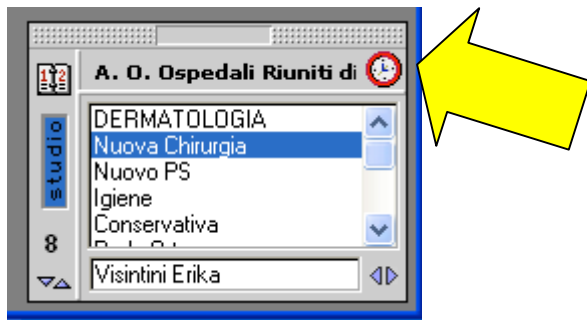 A. O. Ospedali Riuniti di
studio
8
DERMATOLOGIA
Nuova Chirurgia
Nuovo PS
Igiene
Conservativa
Visintini Erika